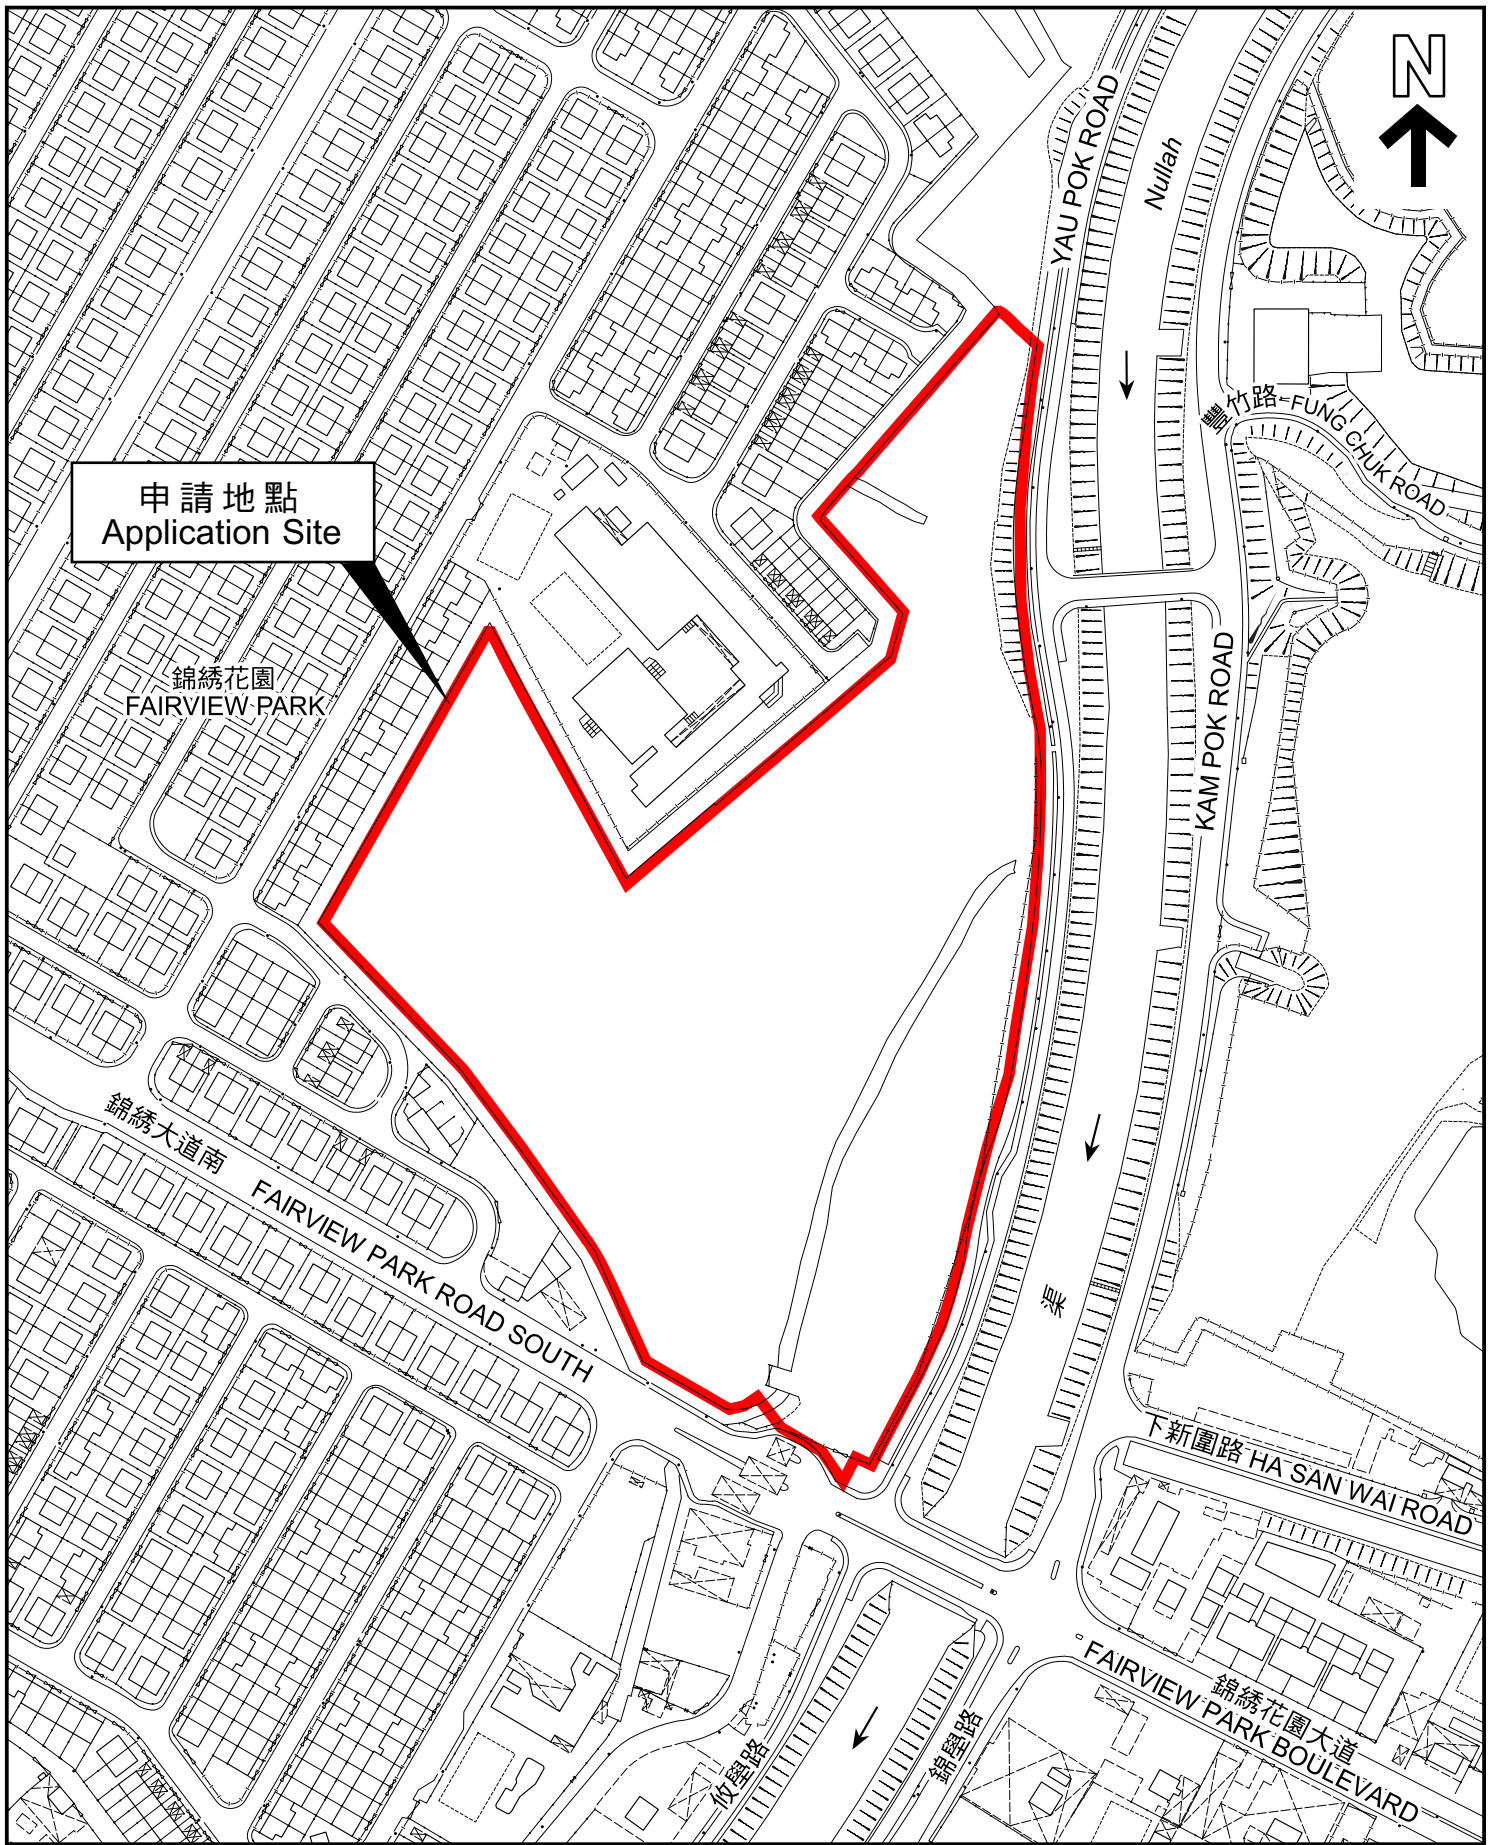 N
YAU POK ROAD
Nullah
豐竹路
FUNG CHUK ROAD
申請地點
Application Site
錦綉花園
FAIRVIEW PARK
KAM POK ROAD
錦綉大道南
FAIRVIEW PARK ROAD SOUTH
渠
下新圍路 HA SAN WAI ROAD
錦綉花園大道
FAIRVIEW PARK BOULEVARD
攸壆路
錦壆路